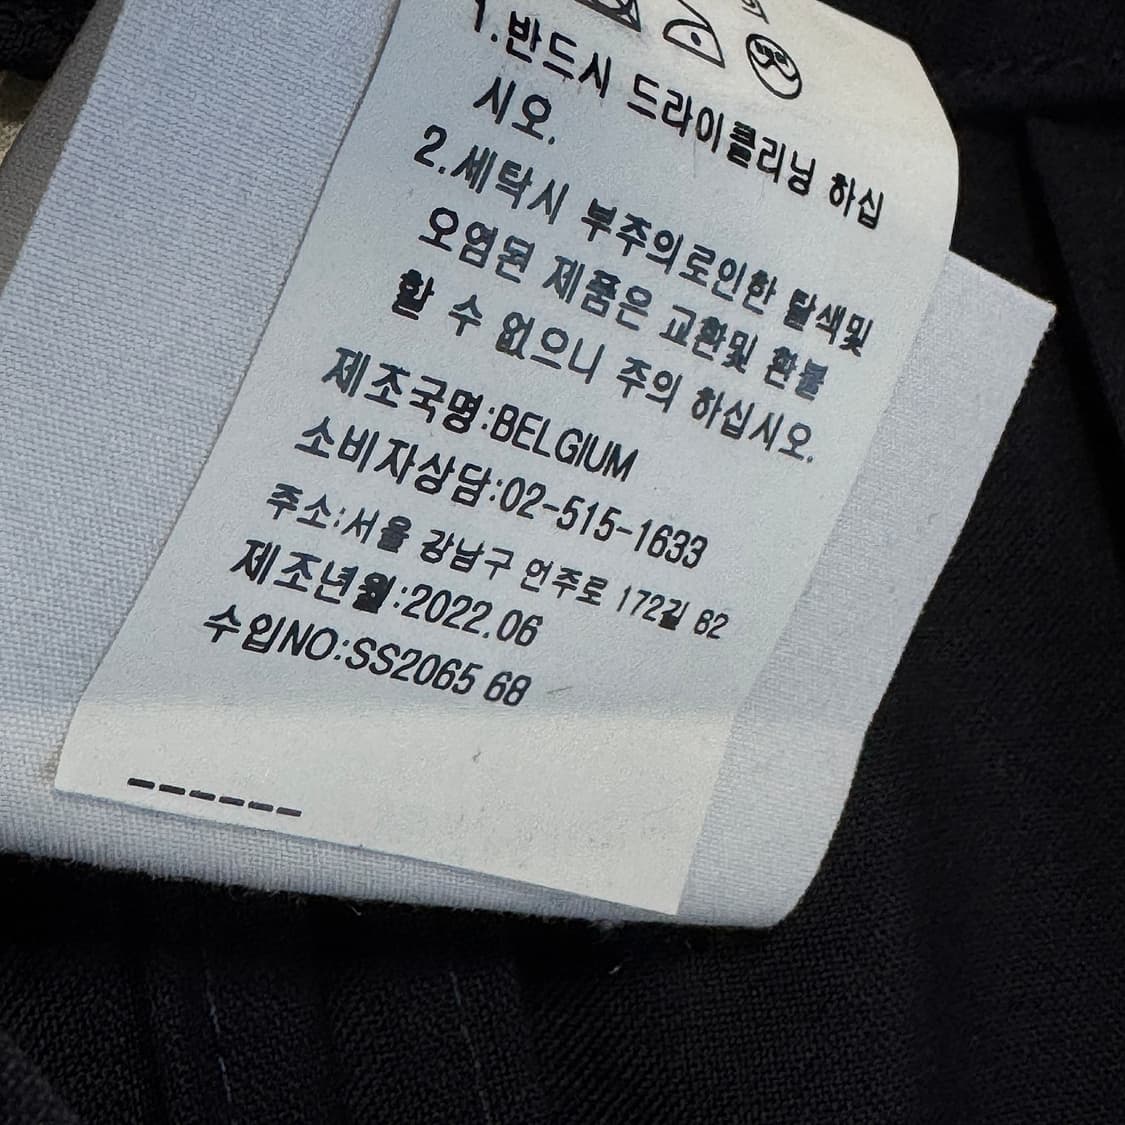 1.반드시 드라이클리닝 하십
시오.
2.세탁시 부주의로인한 탈색및
오염된 제품은 교환및 환불
할 수 없으니 주의 하십시오.
제조국명:BELGIUM
소비자상담:02-515-1633
주소:서울 강남구 언주로 172길 62
제조년월:2022.06
수입NO:SS2065 68
------